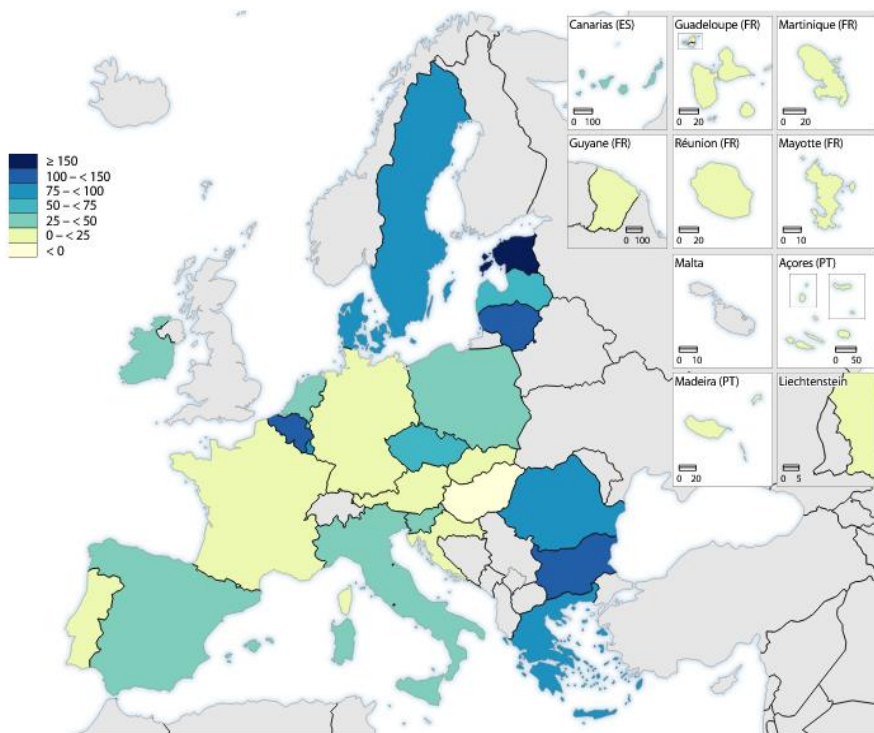 ≥ 150
100 – < 150
75 – < 100
50 – < 75
25 – < 50
0 – < 25
< 0
Canarias (ES)
0 100
Guadeloupe (FR)
0 20
Martinique (FR)
0 20
Guyane (FR)
0 100
Réunion (FR)
0 20
Mayotte (FR)
0 10
Malta
0 10
Açores (PT)
0 50
Madeira (PT)
0 20
Liechtenstein
0 5